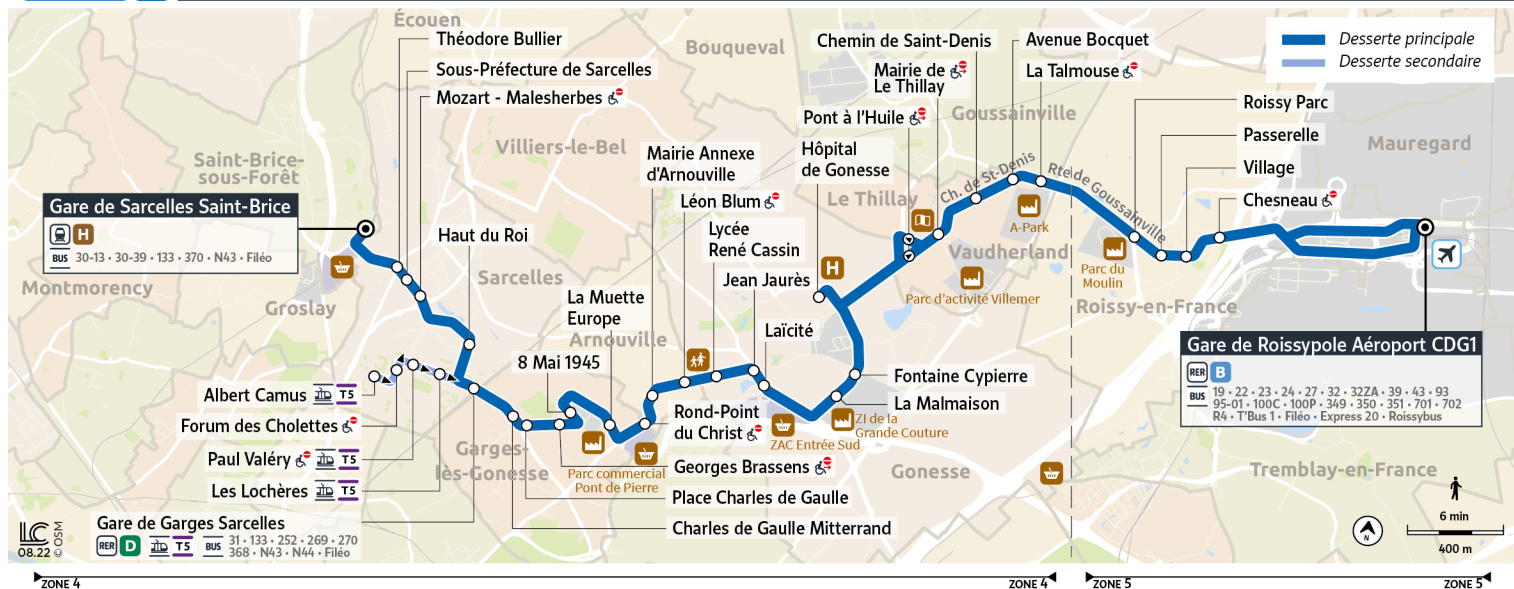 Écouen
Théodore Bullier
Sous-Préfecture de Sarcelles
Mozart - Malesherbes
Bouqueval
Chemin de Saint-Denis
Avenue Bocquet
Mairie de
Le Thillay
La Talmouse
Desserte principale
Desserte secondaire
Pont à l'Huile
Goussainville
Roissy Parc
Passerelle
Village
Chesneau
Mauregard
Saint-Brice-
sous-Forêt
Villiers-le-Bel
Mairie Annexe
d'Arnouville
Hôpital
de Gonesse
Léon Blum
Lycée
René Cassin
Jean Jaurès
Le Thillay
Ch. de St-Denis
Rte de Goussainville
A-Park
Vaudherland
Parc du
Moulin
Parc d'activité Villemer
Roissy-en-France
Gare de Sarcelles Saint-Brice
H
BUS 30-13 • 30-39 • 133 • 370 • N43 • Filéo
Haut du Roi
Montmorency
Groslay
Sarcelles
H
La Muette
Europe
Arnouville
8 Mai 1945
Laïcité
Gare de Roissypole Aéroport CDG1
RER B
BUS 19 • 22 • 23 • 24 • 27 • 32 • 32ZA • 39 • 43 • 93
95-01 • 100C • 100P • 349 • 350 • 351 • 701 • 702
R4 • T'Bus 1 • Filéo • Express 20 • Roissybus
Albert Camus T5
Forum des Cholettes
Paul Valéry T5
Les Lochères T5
Fontaine Cypierre
La Malmaison
Rond-Point
du Christ
ZI de la
Grande Couture
ZAC Entrée Sud
Garges-
lès-Gonesse
Parc commercial
Pont de Pierre
Georges Brassens
Gonesse
Tremblay-en-France
Place Charles de Gaulle
Charles de Gaulle Mitterrand
Gare de Garges Sarcelles
RER D T5 BUS 31 • 133 • 252 • 269 • 270
368 • N43 • N44 • Filéo
LC
08.22 © OSM
N
6 min
400 m
ZONE 4
ZONE 4
ZONE 5
ZONE 5